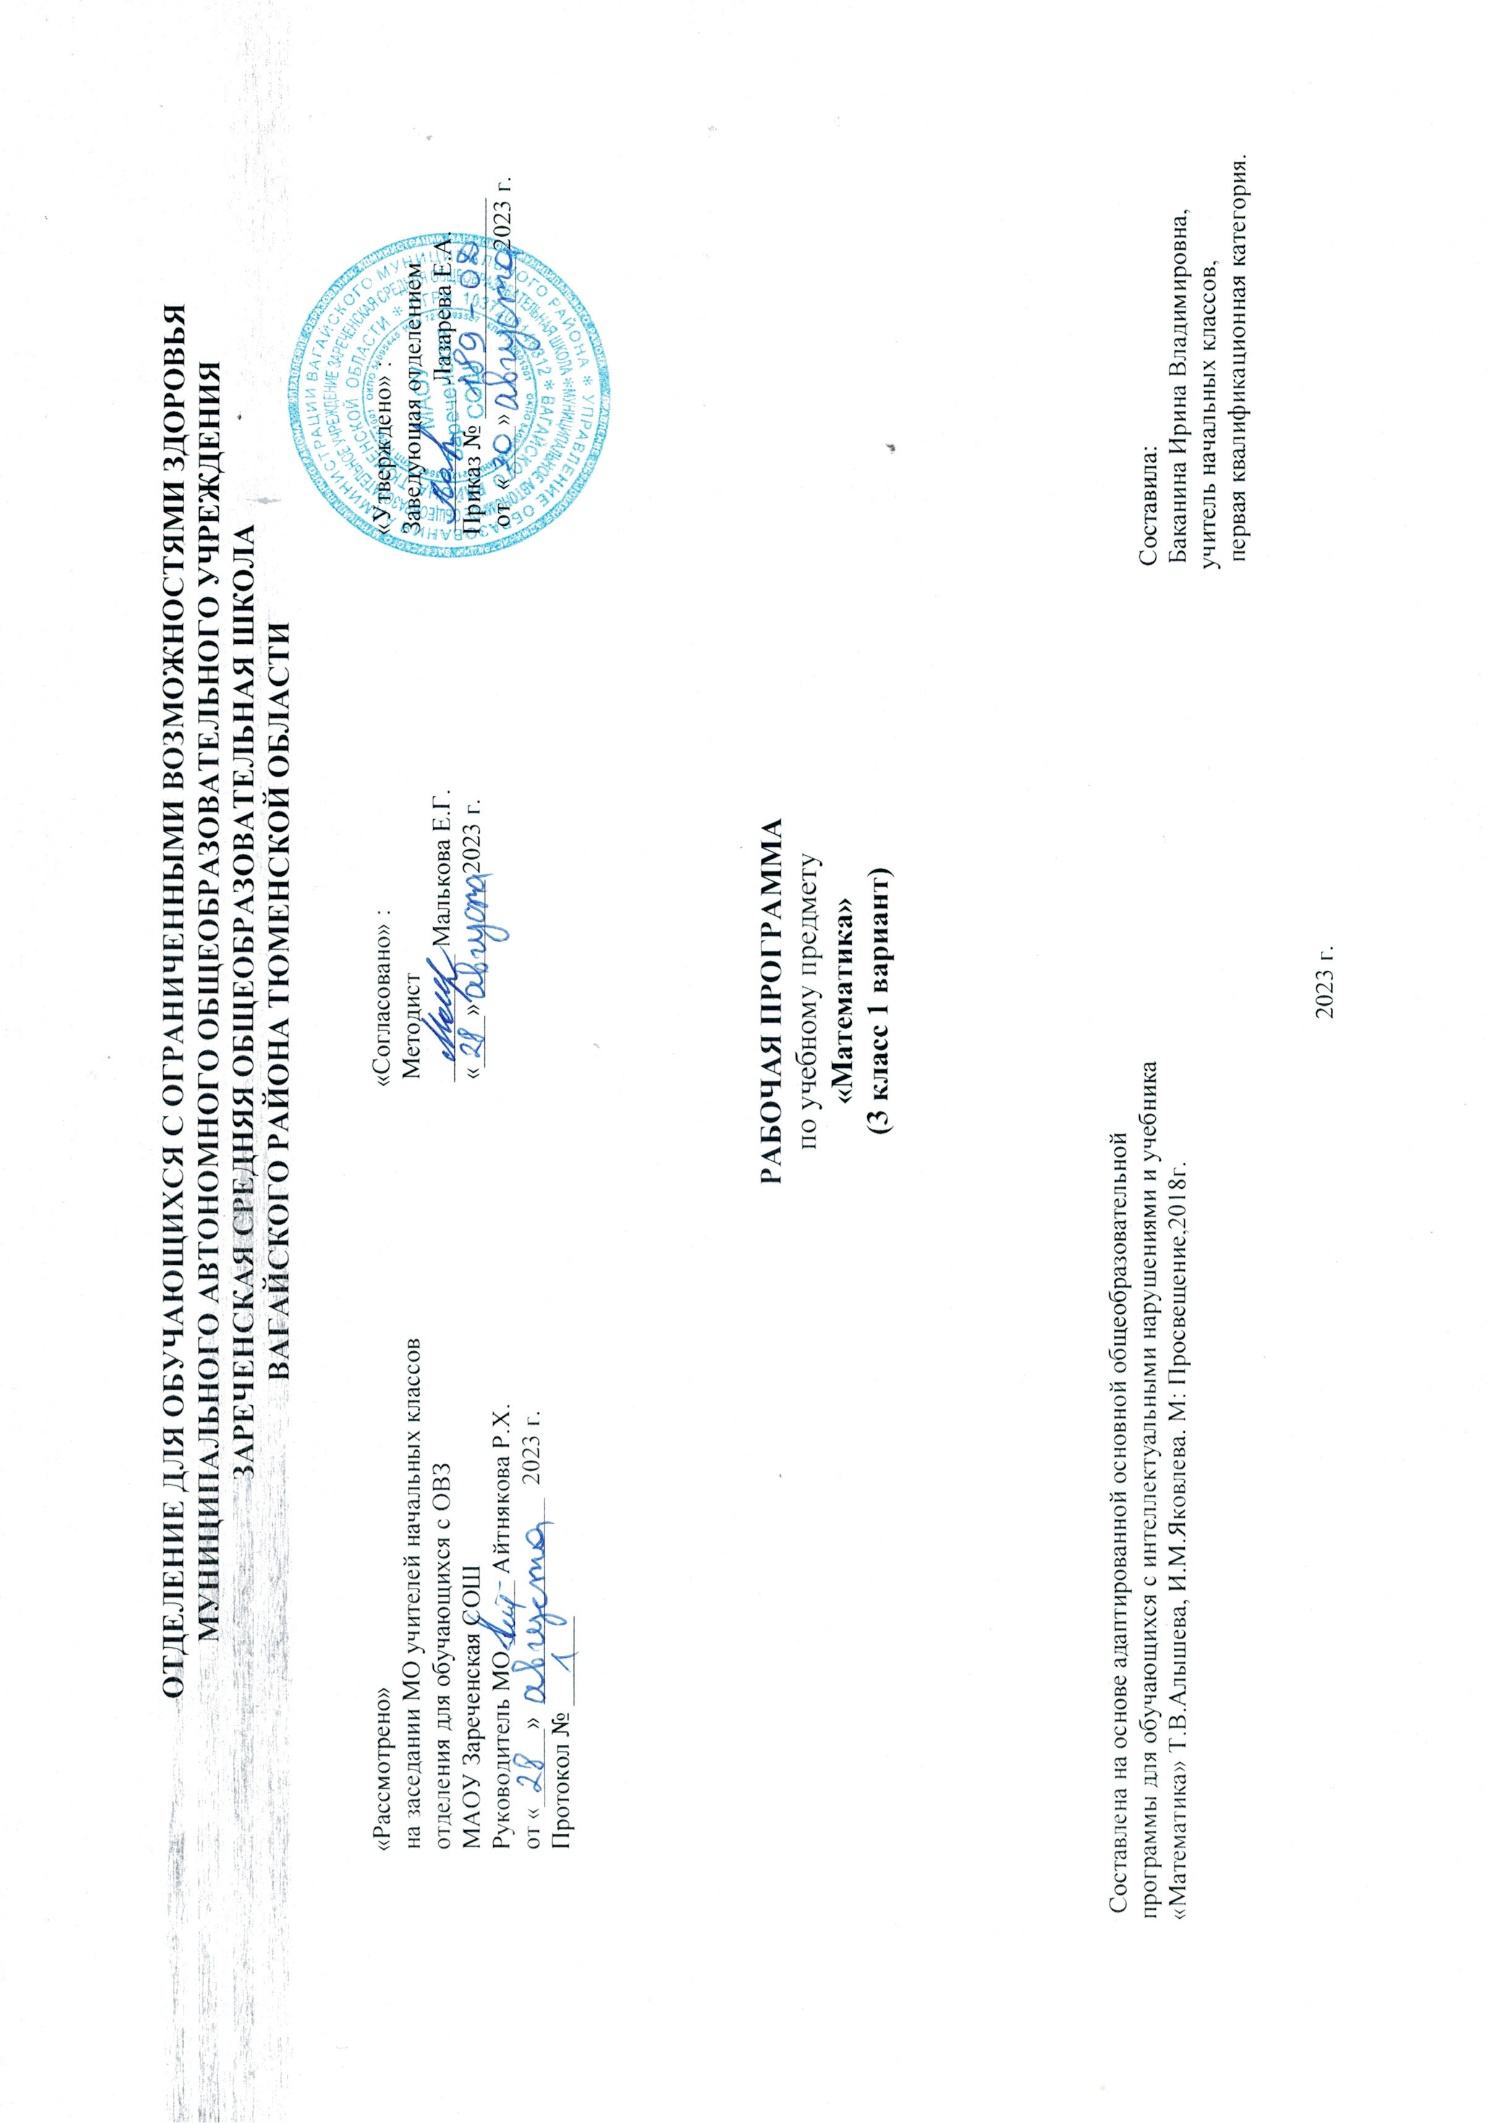 ОТДЕЛЕНИЕ ДЛЯ ОБУЧАЮЩИХСЯ С ОГРАНИЧЕННЫМИ ВОЗМОЖНОСТЯМИ ЗДОРОВЬЯ
МУНИЦИПАЛЬНОГО АВТОНОМНОГО ОБЩЕОБРАЗОВАТЕЛЬНОГО УЧРЕЖДЕНИЯ
ЗАРЕЧЕНСКАЯ СРЕДНЯЯ ОБЩЕОБРАЗОВАТЕЛЬНАЯ ШКОЛА
ВАГАЙСКОГО РАЙОНА ТЮМЕНСКОЙ ОБЛАСТИ
«Рассмотрено»
на заседании МО учителей начальных классов
отделения для обучающихся с ОВЗ
МАОУ Зареченская СОШ
Руководитель МО Айтнякова Р.Х.
от « 28 » августа 2023 г.
Протокол № 1
«Согласовано» :
Методист
Малькова Е.Г.
« 28 » августа 2023 г.
«Утверждено» :
Заведующая отделением
Лазарева Е.А.
Приказ №
от «30» августа 2023 г.
РАБОЧАЯ ПРОГРАММА
по учебному предмету
«Математика»
(3 класс 1 вариант)
Составлена на основе адаптированной основной общеобразовательной
программы для обучающихся с интеллектуальными нарушениями и учебника
«Математика» Т.В.Алышева, И.М.Яковлева. М: Просвещение,2018г.
Составила:
Баканина Ирина Владимировна,
учитель начальных классов,
первая квалификационная категория.
2023 г.